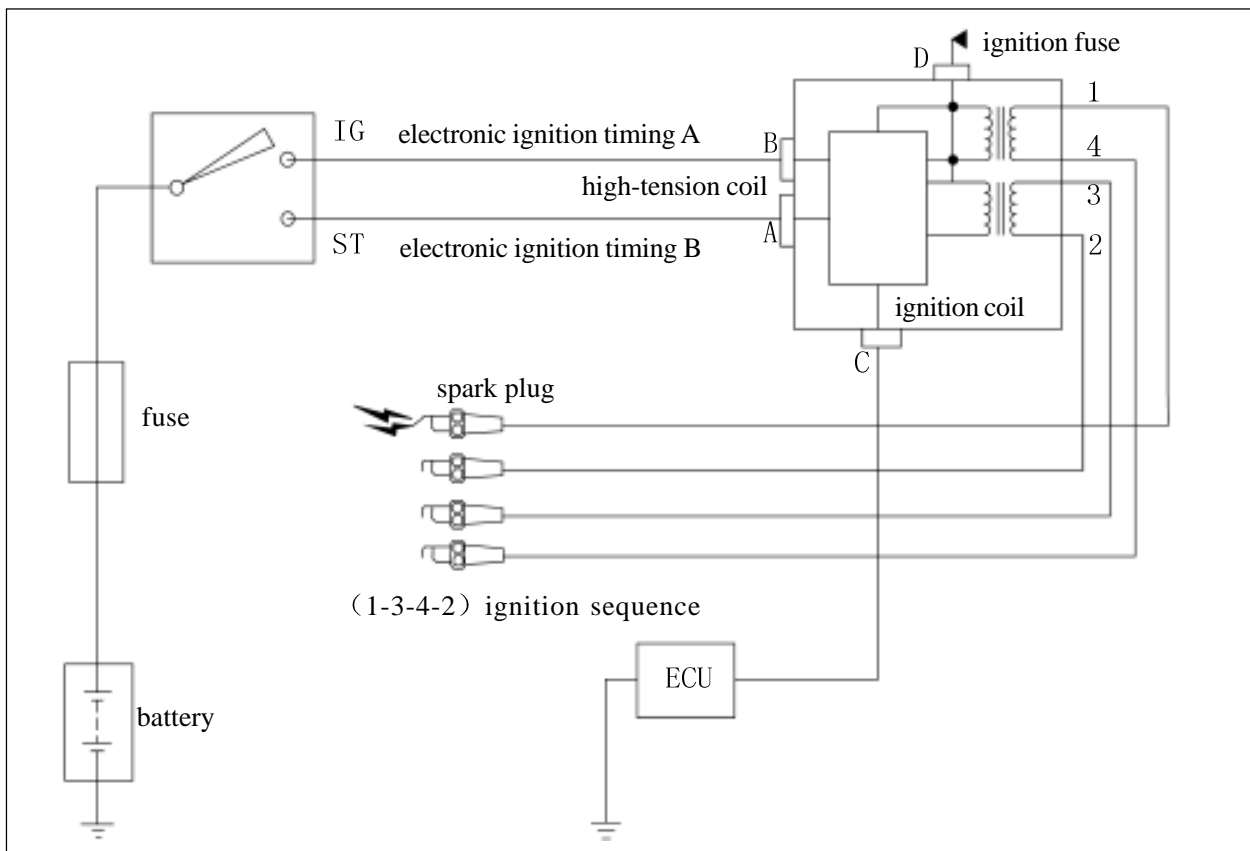 ignition fuse
D
1
IG
electronic ignition timing A
B
4
high-tension coil
3
A
ST
electronic ignition timing B
2
ignition coil
C
spark plug
fuse
（1-3-4-2）ignition sequence
ECU
battery